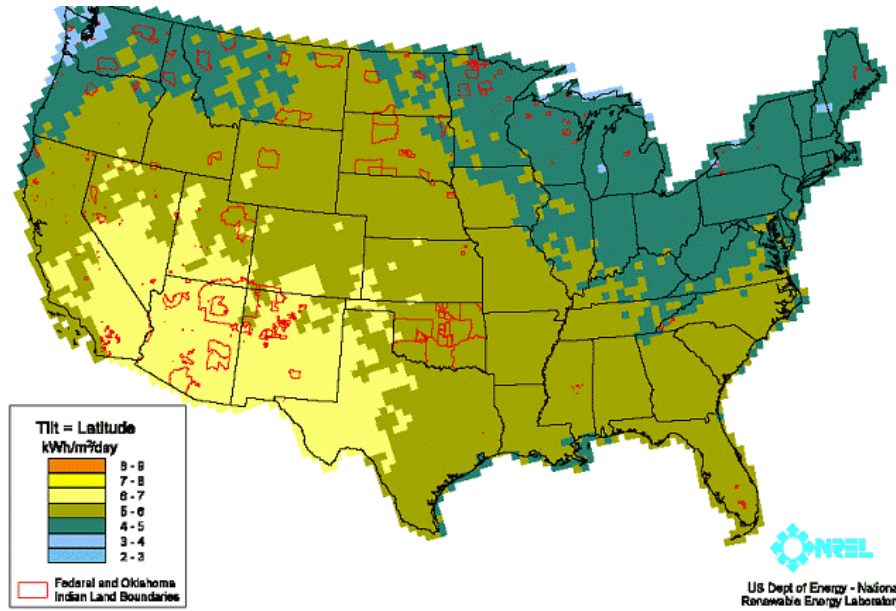 Tilt = Latitude
kWh/m²/day
8 - 9
7 - 8
6 - 7
5 - 6
4 - 5
3 - 4
2 - 3
Federal and Oklahoma
Indian Land Boundaries
NREL
US Dept of Energy - Nationa
Renewable Energy Laborato